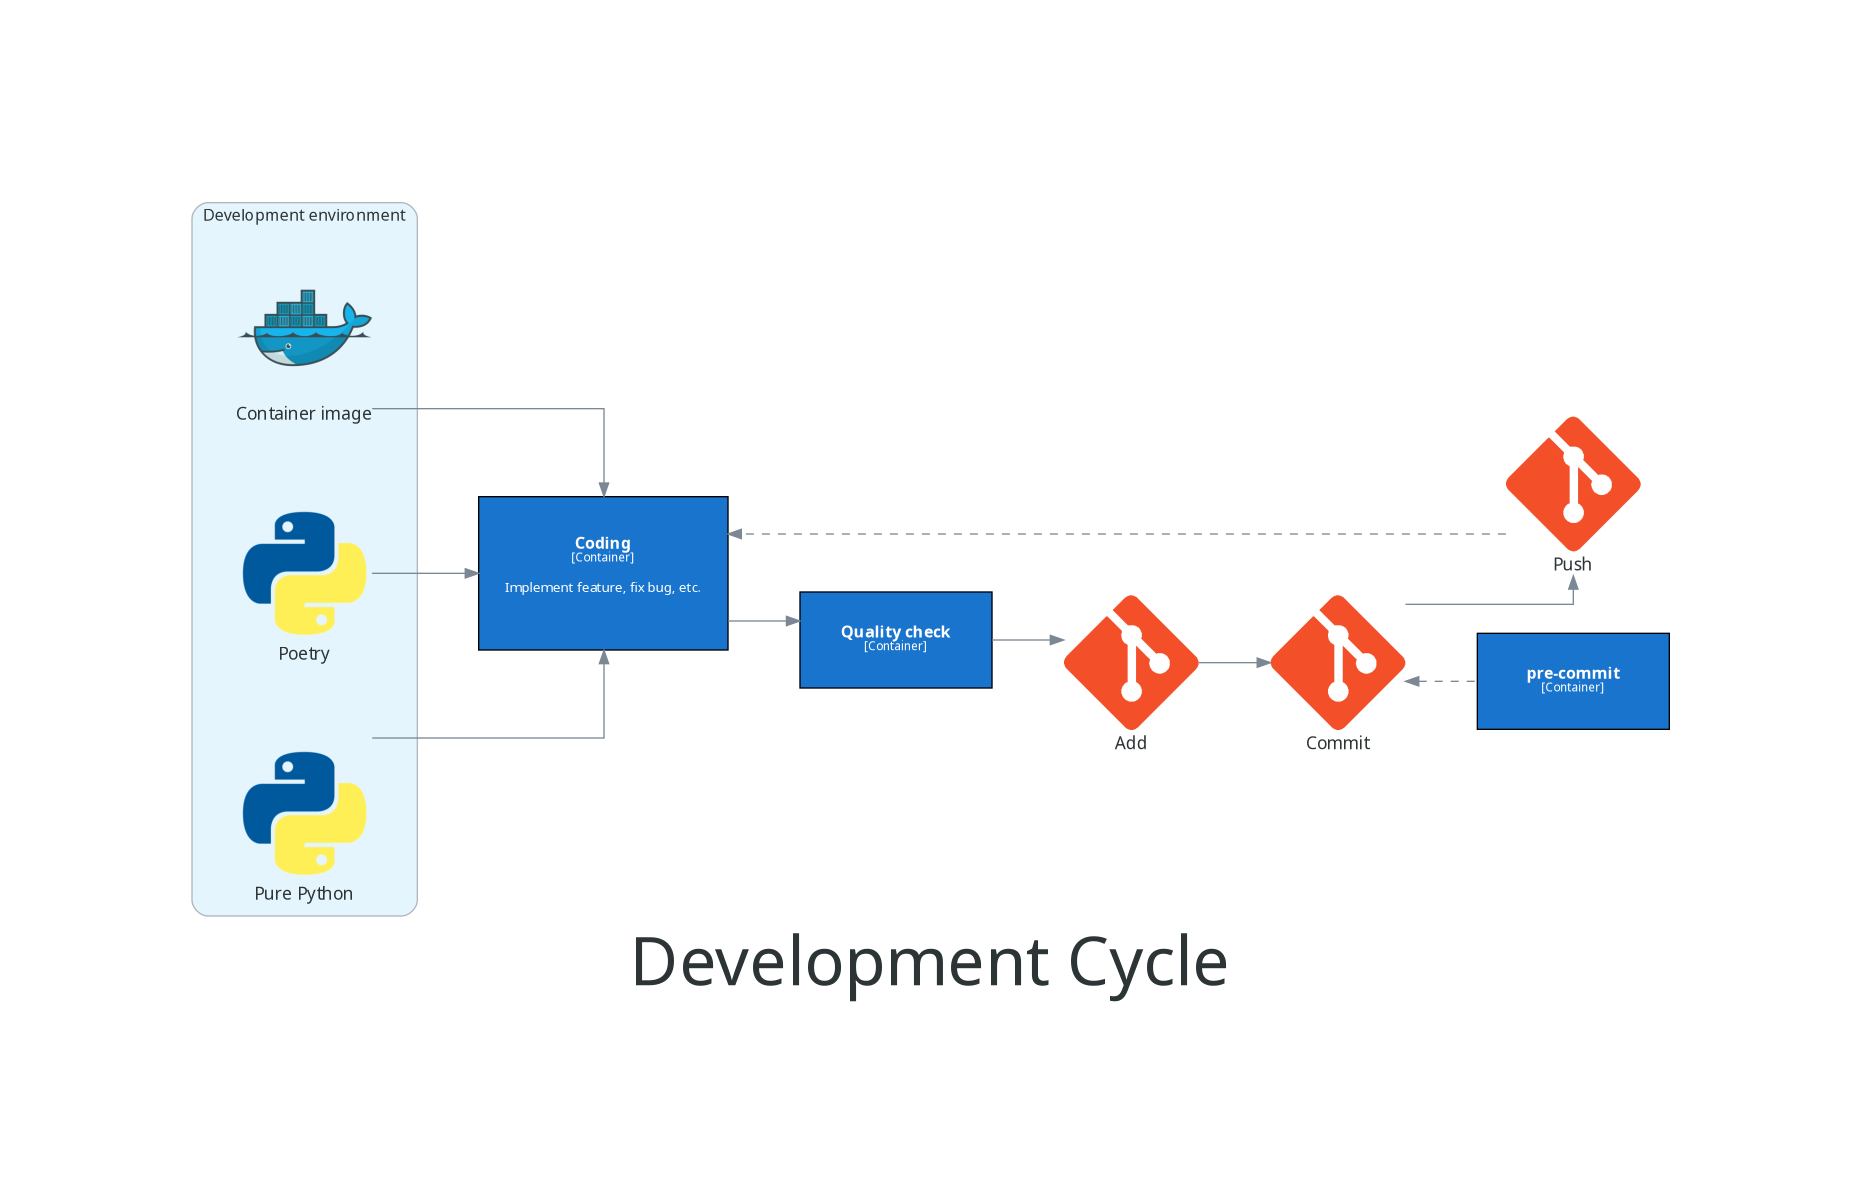 Development environment
Container image
Poetry
Pure Python
Coding
[Container]
Implement feature, fix bug, etc.
Quality check
[Container]
Add
Commit
Push
pre-commit
[Container]
Development Cycle